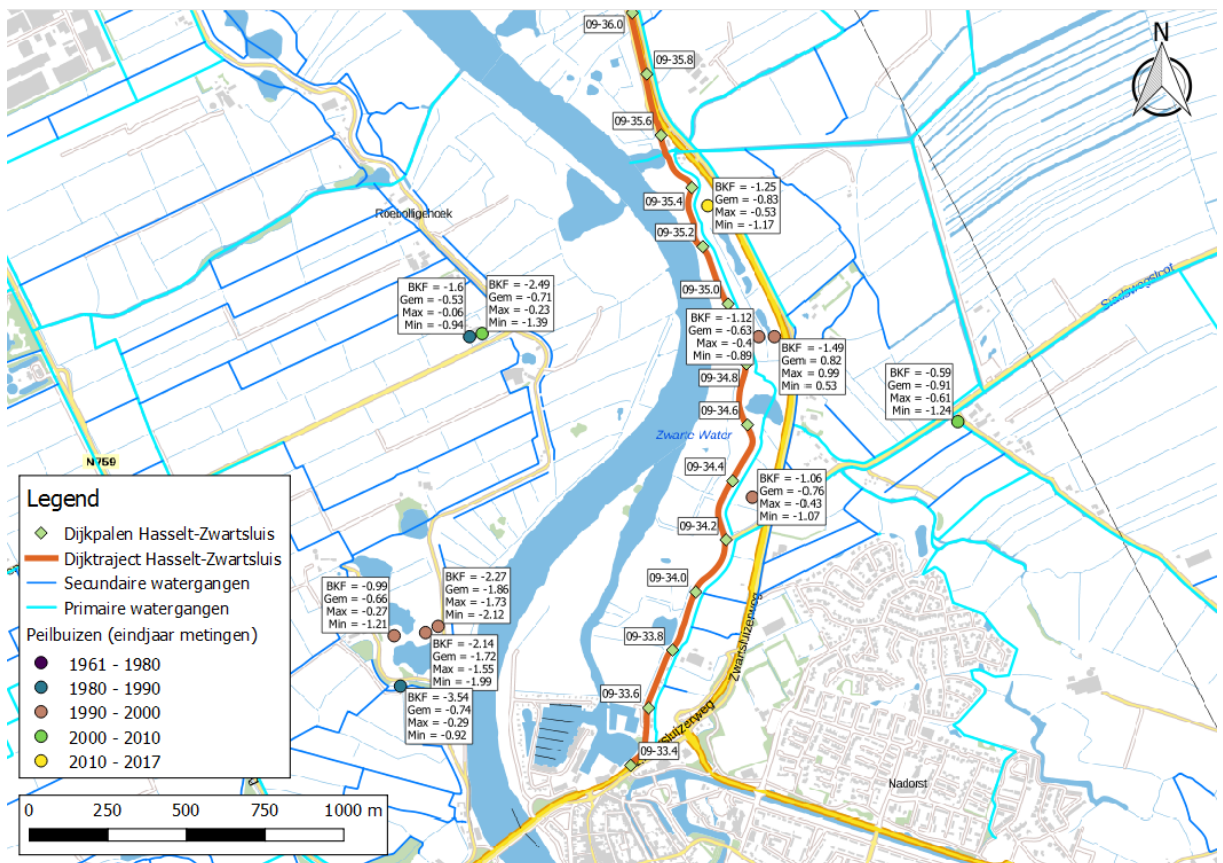 09-36.0
N
09-35.8
09-35.6
BKF = -1.25
Gem = -0.83
Max = -0.53
Min = -1.17
09-35.4
Roebolligehoek
09-35.2
Stadswegsloot
BKF = -1.6
Gem = -0.53
Max = -0.06
Min = -0.94
BKF = -2.49
Gem = -0.71
Max = -0.23
Min = -1.39
09-35.0
BKF = -1.12
Gem = -0.63
Max = -0.4
Min = -0.89
BKF = -1.49
Gem = 0.82
Max = 0.99
Min = 0.53
09-34.8
BKF = -0.59
Gem = -0.91
Max = -0.61
Min = -1.24
09-34.6
Zwarte Water
N759
09-34.4
BKF = -1.06
Gem = -0.76
Max = -0.43
Min = -1.07
09-34.2
09-34.0
Zwartsluizerweg
09-33.8
BKF = -0.99
Gem = -0.66
Max = -0.27
Min = -1.21
BKF = -2.27
Gem = -1.86
Max = -1.73
Min = -2.12
BKF = -2.14
Gem = -1.72
Max = -1.55
Min = -1.99
BKF = -3.54
Gem = -0.74
Max = -0.29
Min = -0.92
09-33.6
sluizerweg
09-33.4
Nadorst
Legend
Dijkpalen Hasselt-Zwartsluis
Dijktraject Hasselt-Zwartsluis
Secundaire watergangen
Primaire watergangen
Peilbuizen (eindjaar metingen)
1961 - 1980
1980 - 1990
1990 - 2000
2000 - 2010
2010 - 2017
0 250 500 750 1000 m